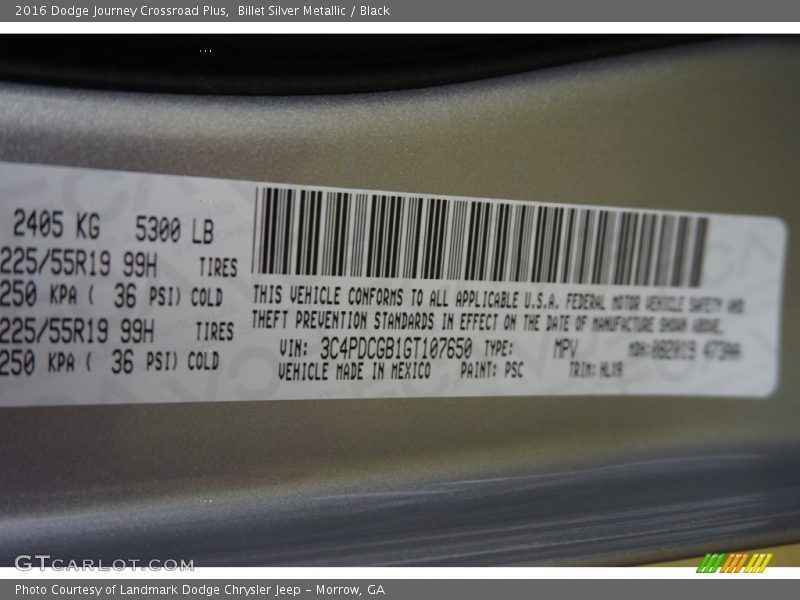 2016 Dodge Journey Crossroad Plus,  Billet Silver Metallic / Black
2405 KG 5300 LB
225/55R19 99H TIRES
250 KPA ( 36 PSI) COLD
225/55R19 99H TIRES
250 KPA ( 36 PSI) COLD
THIS VEHICLE CONFORMS TO ALL APPLICABLE U.S.A. FEDERAL MOTOR VEHICLE SAFETY AND
THEFT PREVENTION STANDARDS IN EFFECT ON THE DATE OF MANUFACTURE SHOWN ABOVE.
VIN: 3C4PDCGB1GT107650 TYPE: MPV
VEHICLE MADE IN MEXICO PAINT: PSC TRIM:
GTCARLOT.COM
Photo Courtesy of Landmark Dodge Chrysler Jeep – Morrow, GA